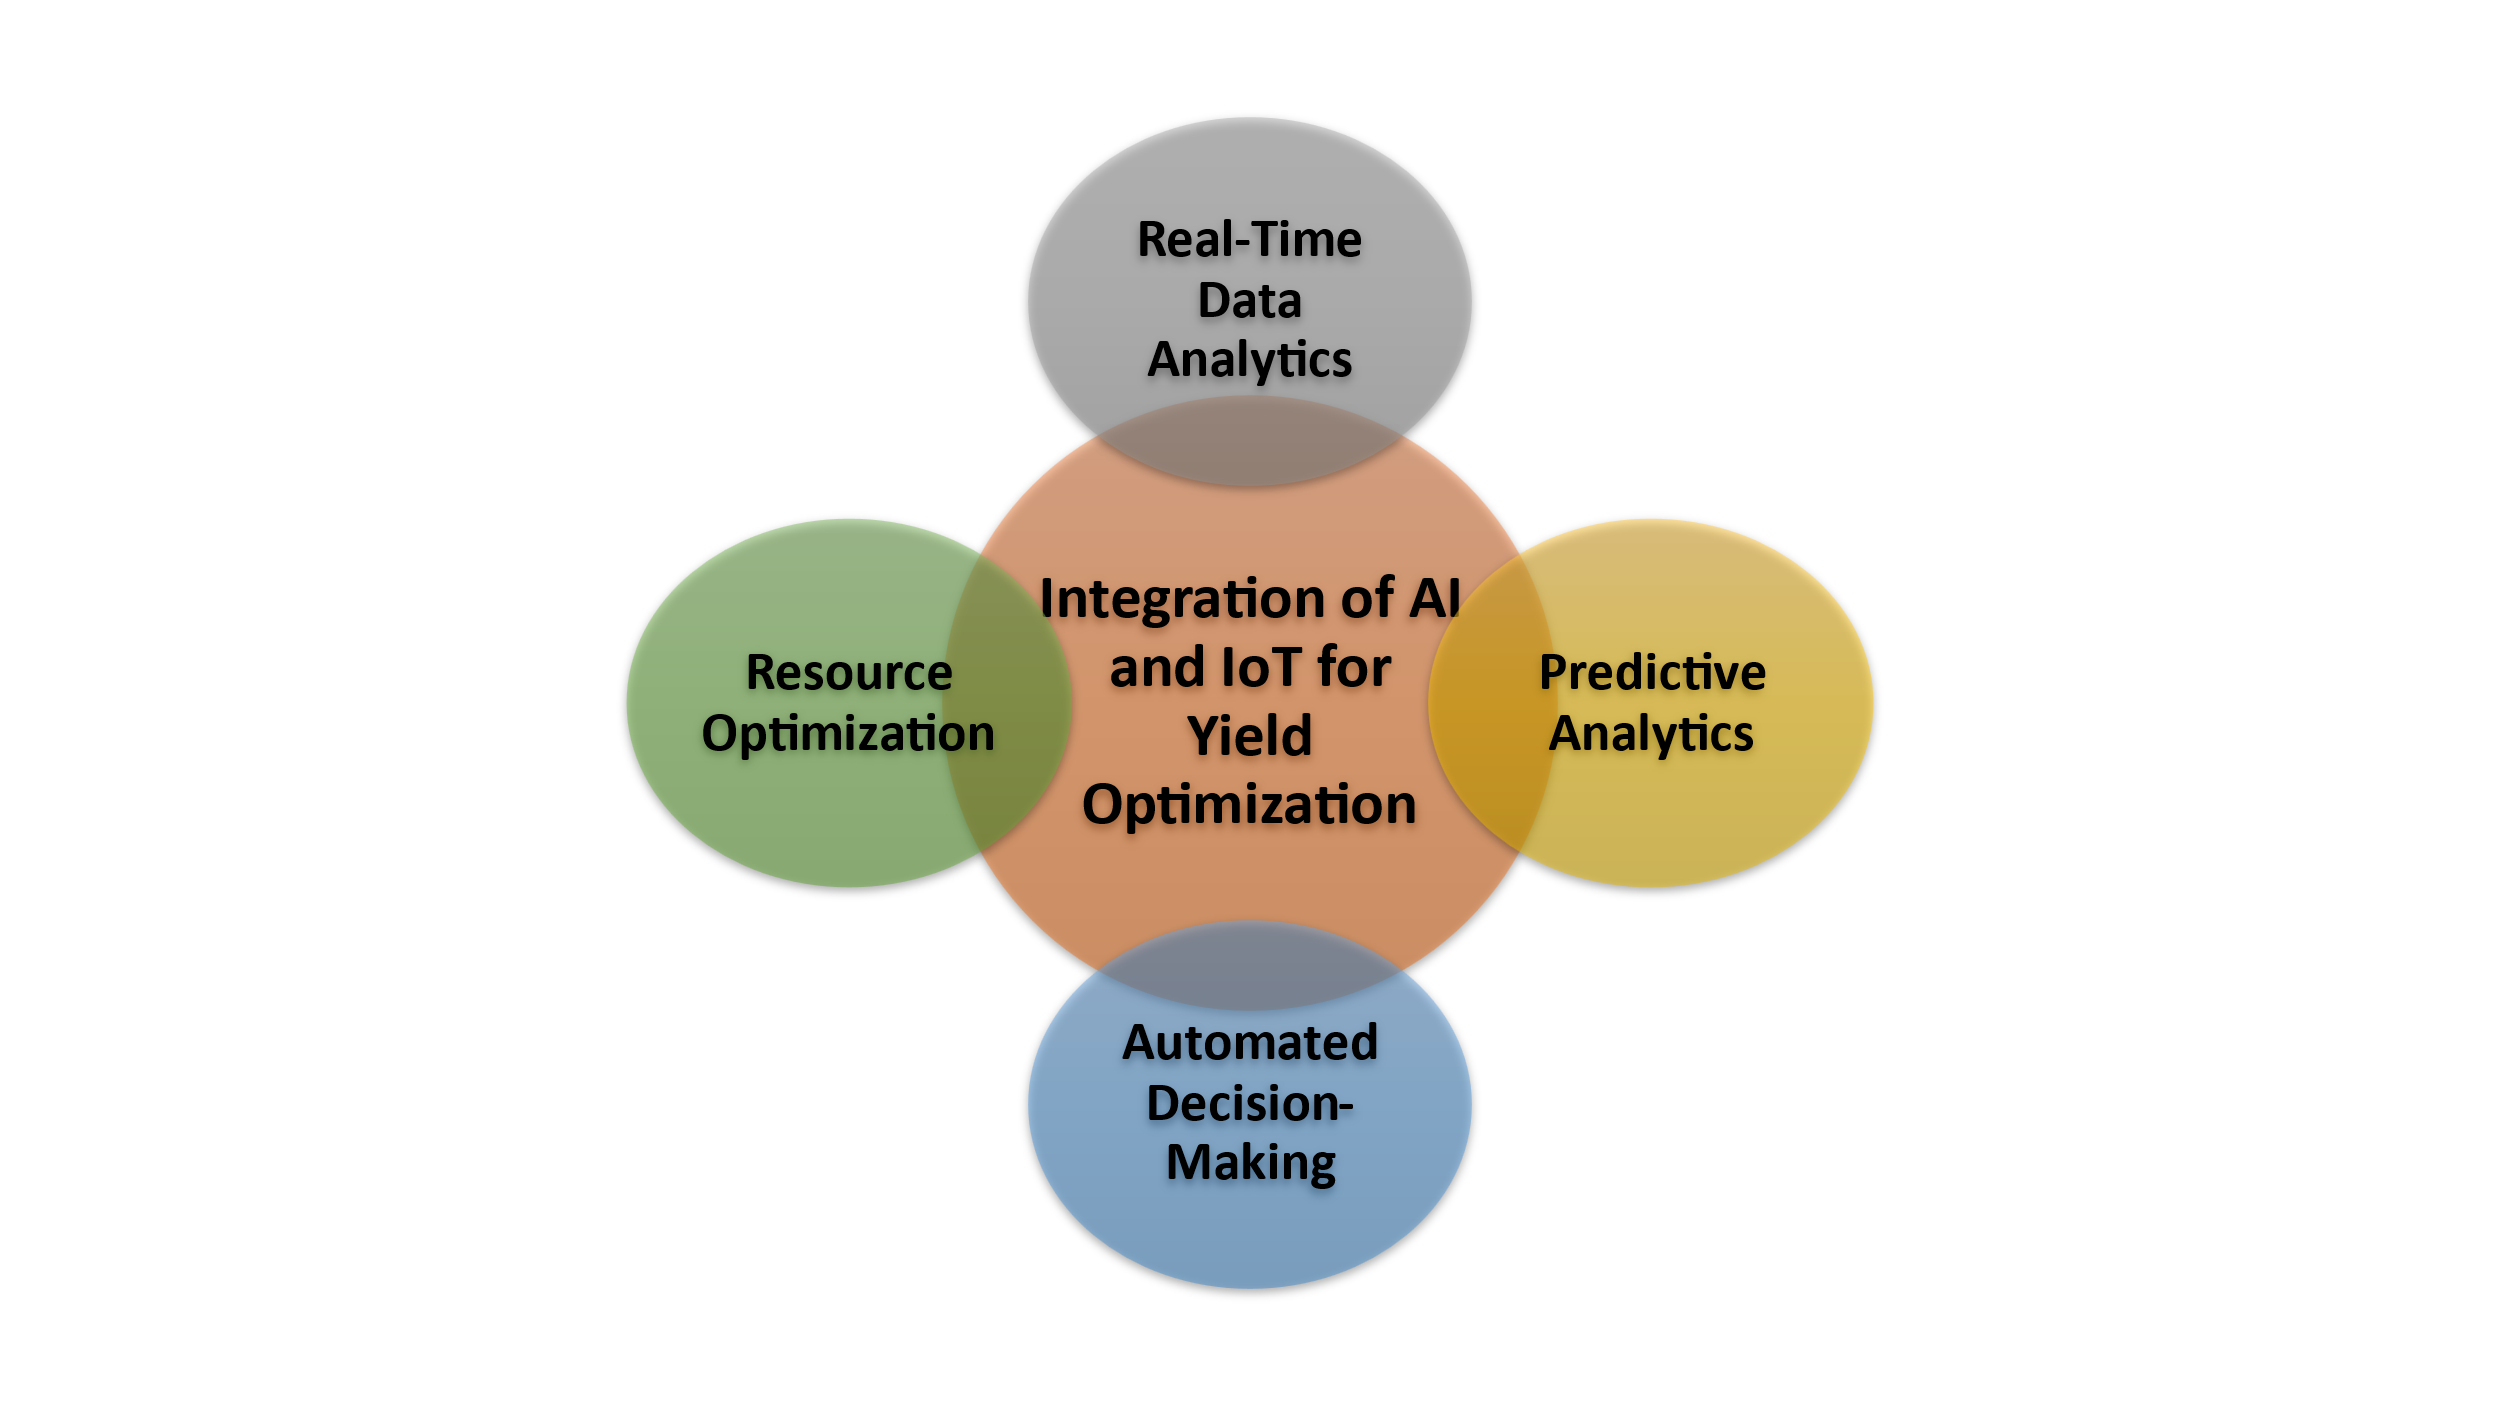 Real-Time
Data
Analytics
Integration of AI
and IoT for
Yield
Optimization
Resource
Optimization
Predictive
Analytics
Automated
Decision-
Making